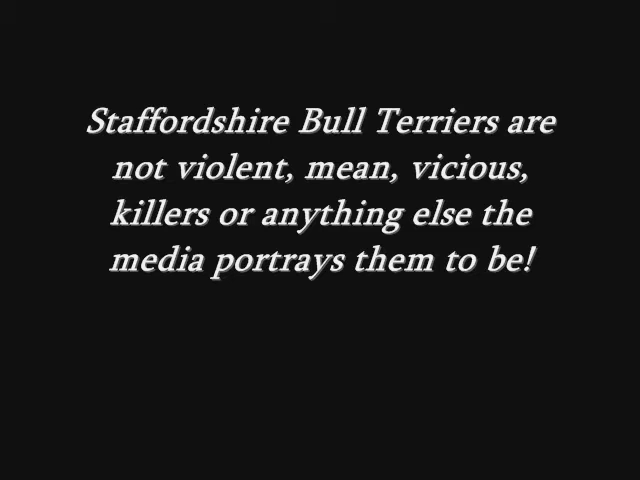 Staffordshire Bull Terriers are
not violent, mean, vicious,
killers or anything else the
media portrays them to be!